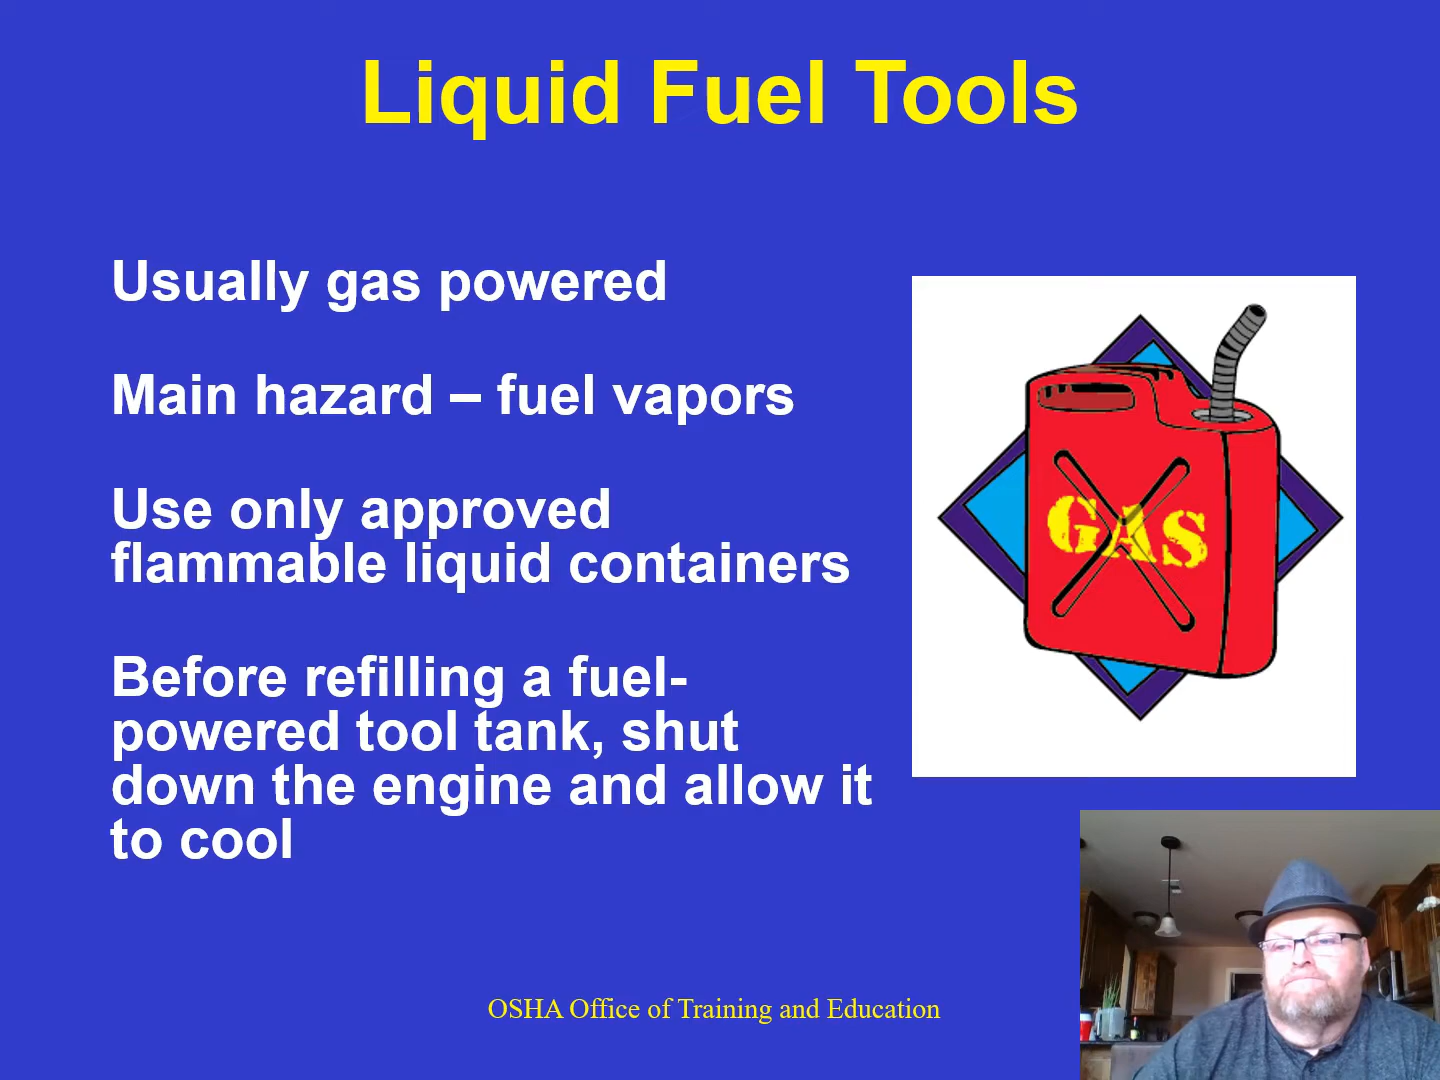 Liquid Fuel Tools
Usually gas powered
Main hazard – fuel vapors
Use only approved
flammable liquid containers
Before refilling a fuel-
powered tool tank, shut
down the engine and allow it
to cool
GAS
OSHA Office of Training and Education